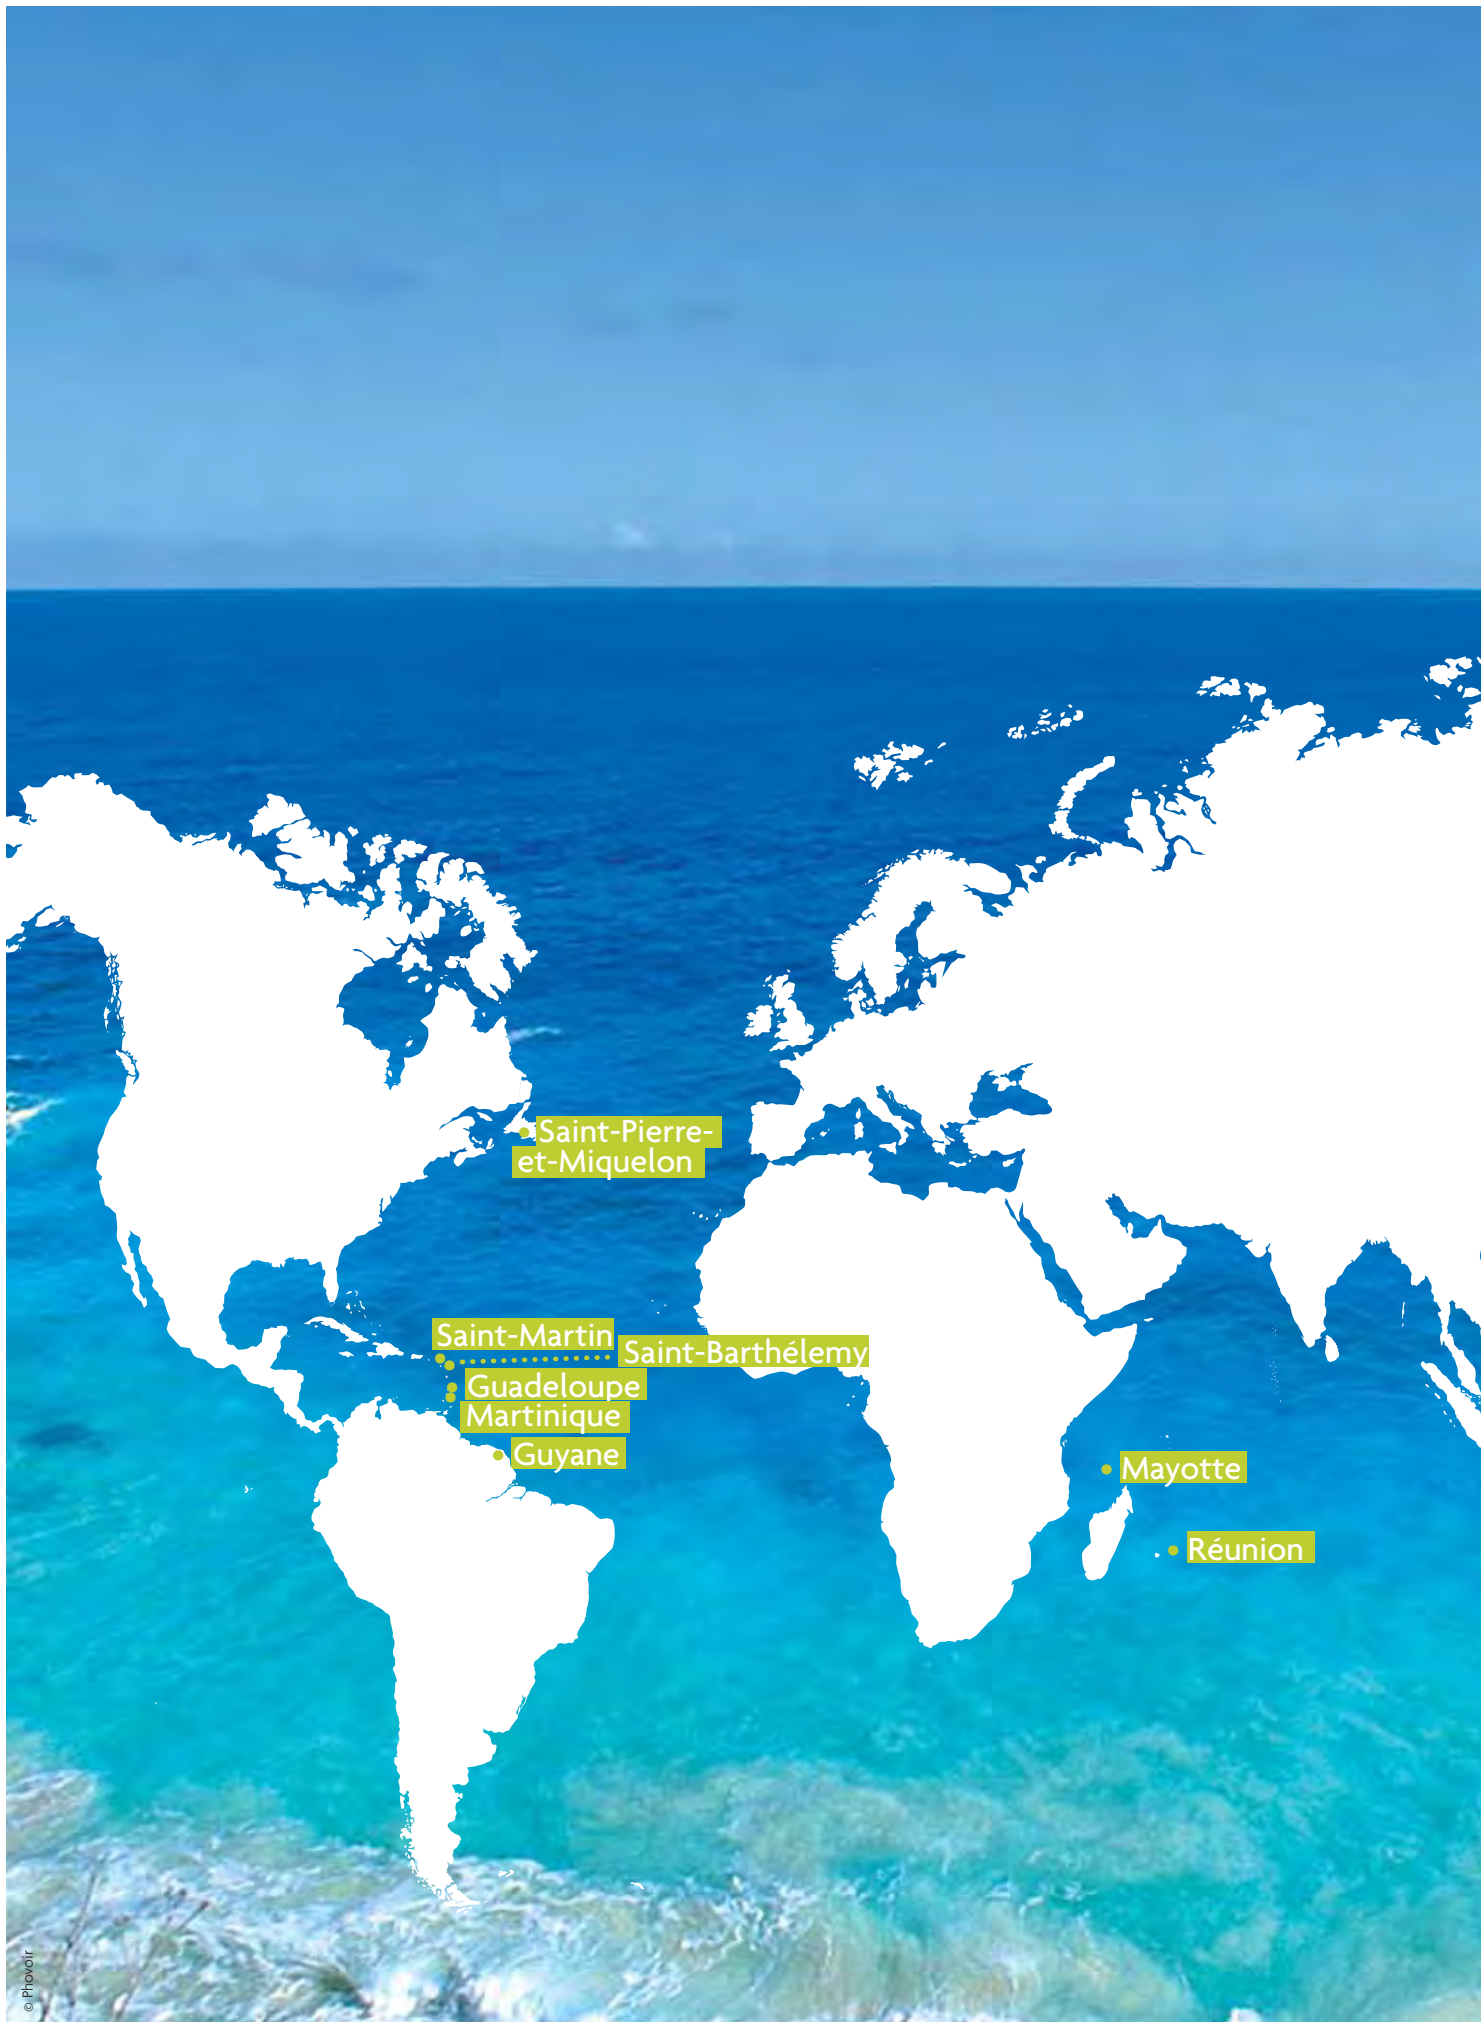 Saint-Pierre-
et-Miquelon
Saint-Martin
Saint-Barthélemy
Guadeloupe
Martinique
Guyane
Mayotte
Réunion
© Phovoir